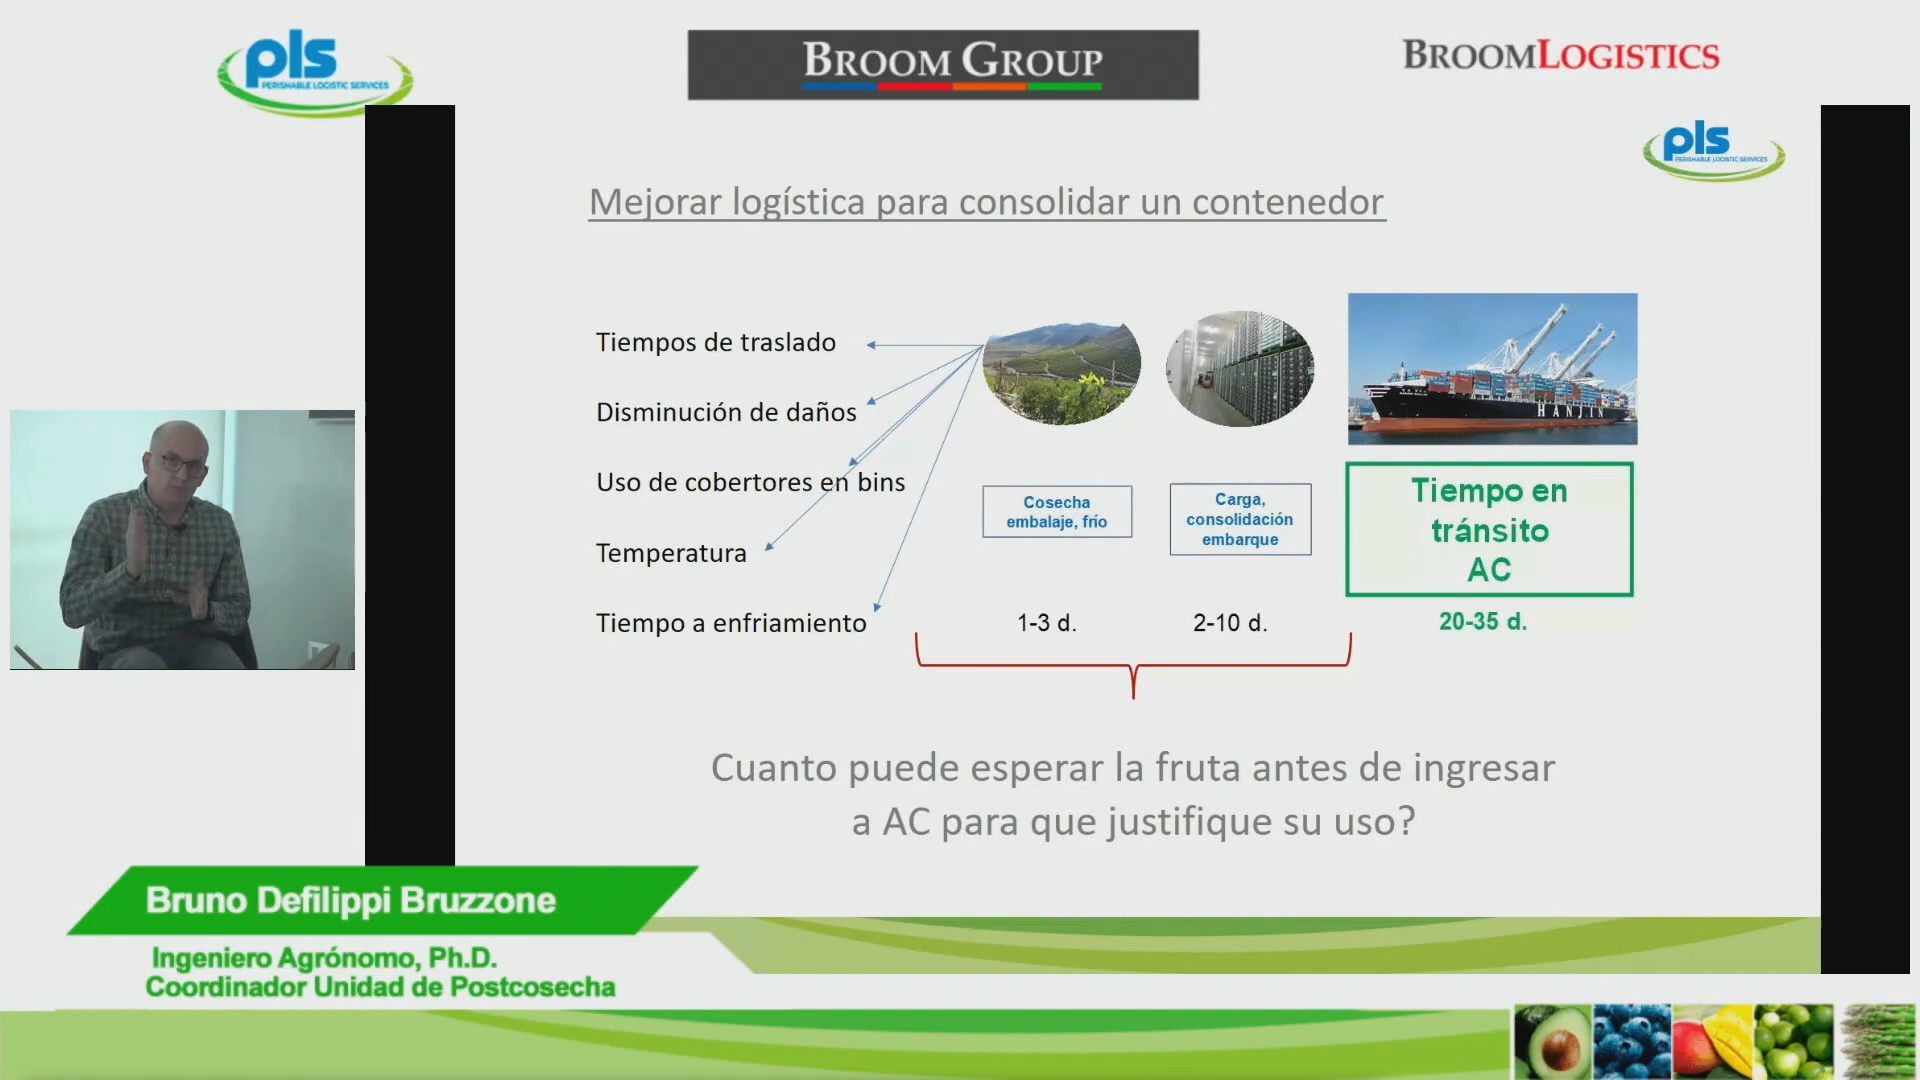 pls
PERISHABLE LOGISTIC SERVICES
BROOM GROUP
BROOMLOGISTICS
pls
PERISHABLE LOGISTIC SERVICES
Mejorar logística para consolidar un contenedor
Tiempos de traslado
Disminución de daños
Uso de cobertores en bins
Temperatura
Tiempo a enfriamiento
HANJIN
Cosecha
embalaje, frío
Carga,
consolidación
embarque
Tiempo en
tránsito
AC
1-3 d.
2-10 d.
20-35 d.
Cuanto puede esperar la fruta antes de ingresar
a AC para que justifique su uso?
Bruno Defilippi Bruzzone
Ingeniero Agrónomo, Ph.D.
Coordinador Unidad de Postcosecha